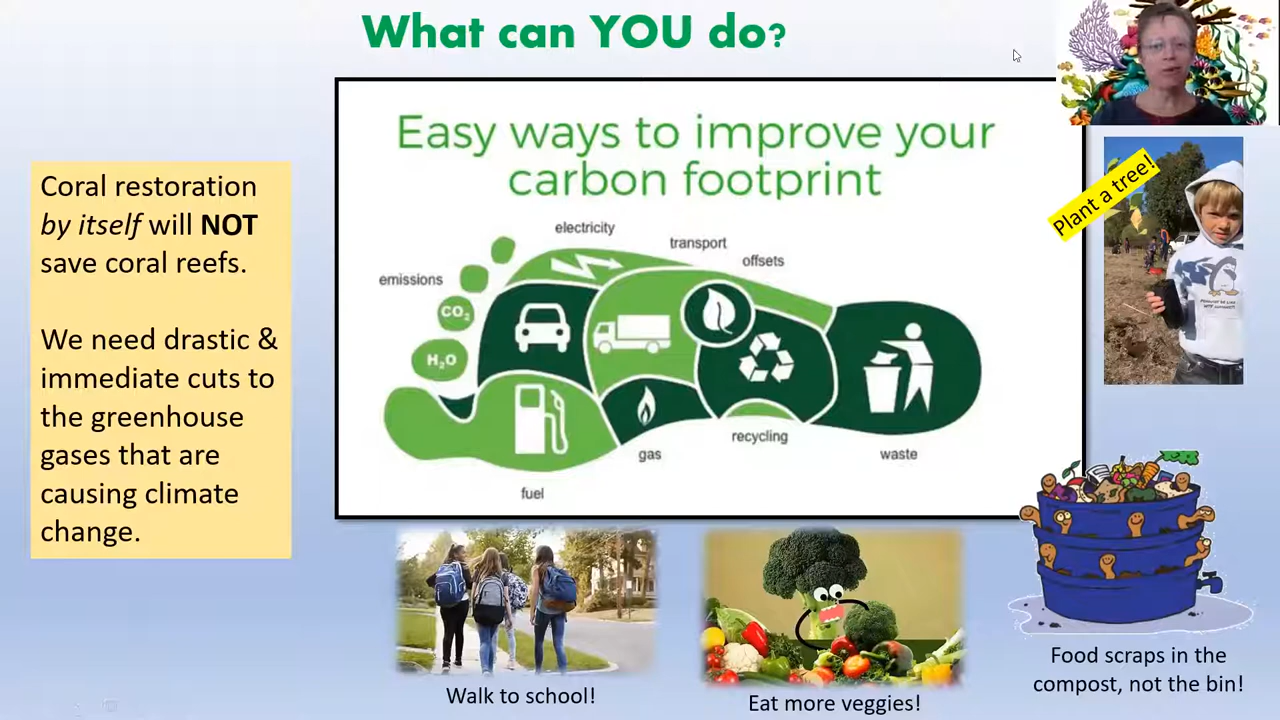 What can YOU do?
Coral restoration
by itself will NOT
save coral reefs.
We need drastic &
immediate cuts to
the greenhouse
gases that are
causing climate
change.
Easy ways to improve your
carbon footprint
electricity
transport
offsets
emissions
CO₂
H₂O
recycling
gas
waste
fuel
Plant a tree!
Walk to school!
Eat more veggies!
Food scraps in the
compost, not the bin!